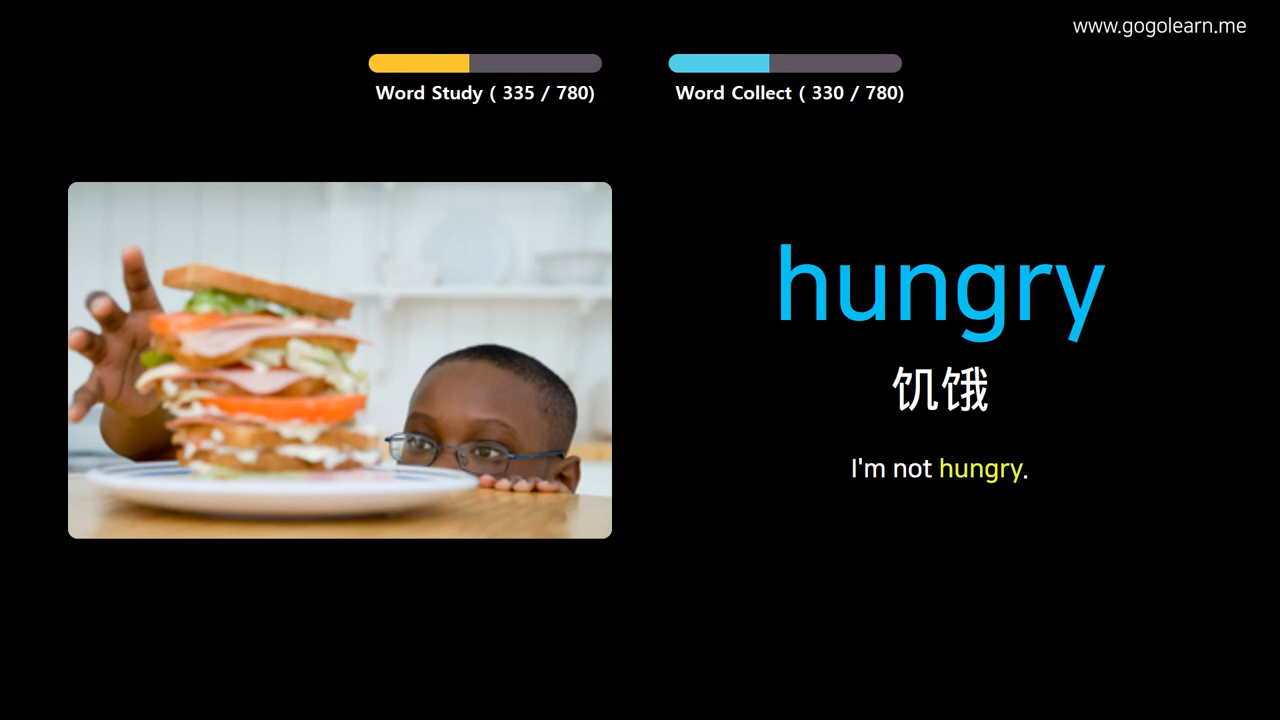 www.gogolearn.me
Word Study ( 335 / 780)
Word Collect ( 330 / 780)
hungry
饥饿
I'm not hungry.